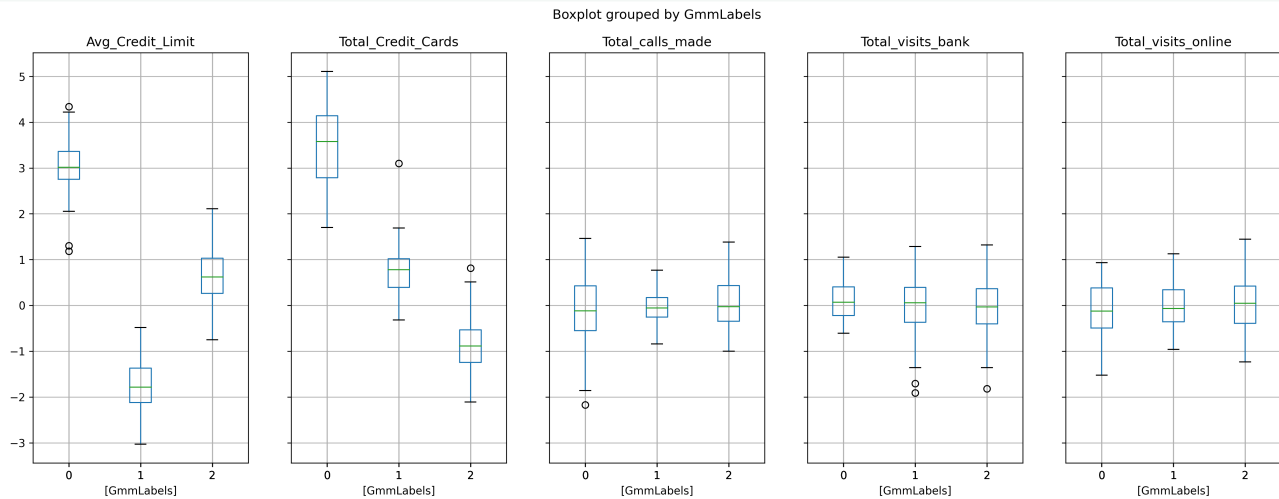 Boxplot grouped by GmmLabels
Avg_Credit_Limit Total_Credit_Cards Total_calls_made Total_visits_bank Total_visits_online
5
4
3
2
1
0
−1
−2
−3
0 1 2 0 1 2 0 1 2 0 1 2 0 1 2
[GmmLabels] [GmmLabels] [GmmLabels] [GmmLabels] [GmmLabels]